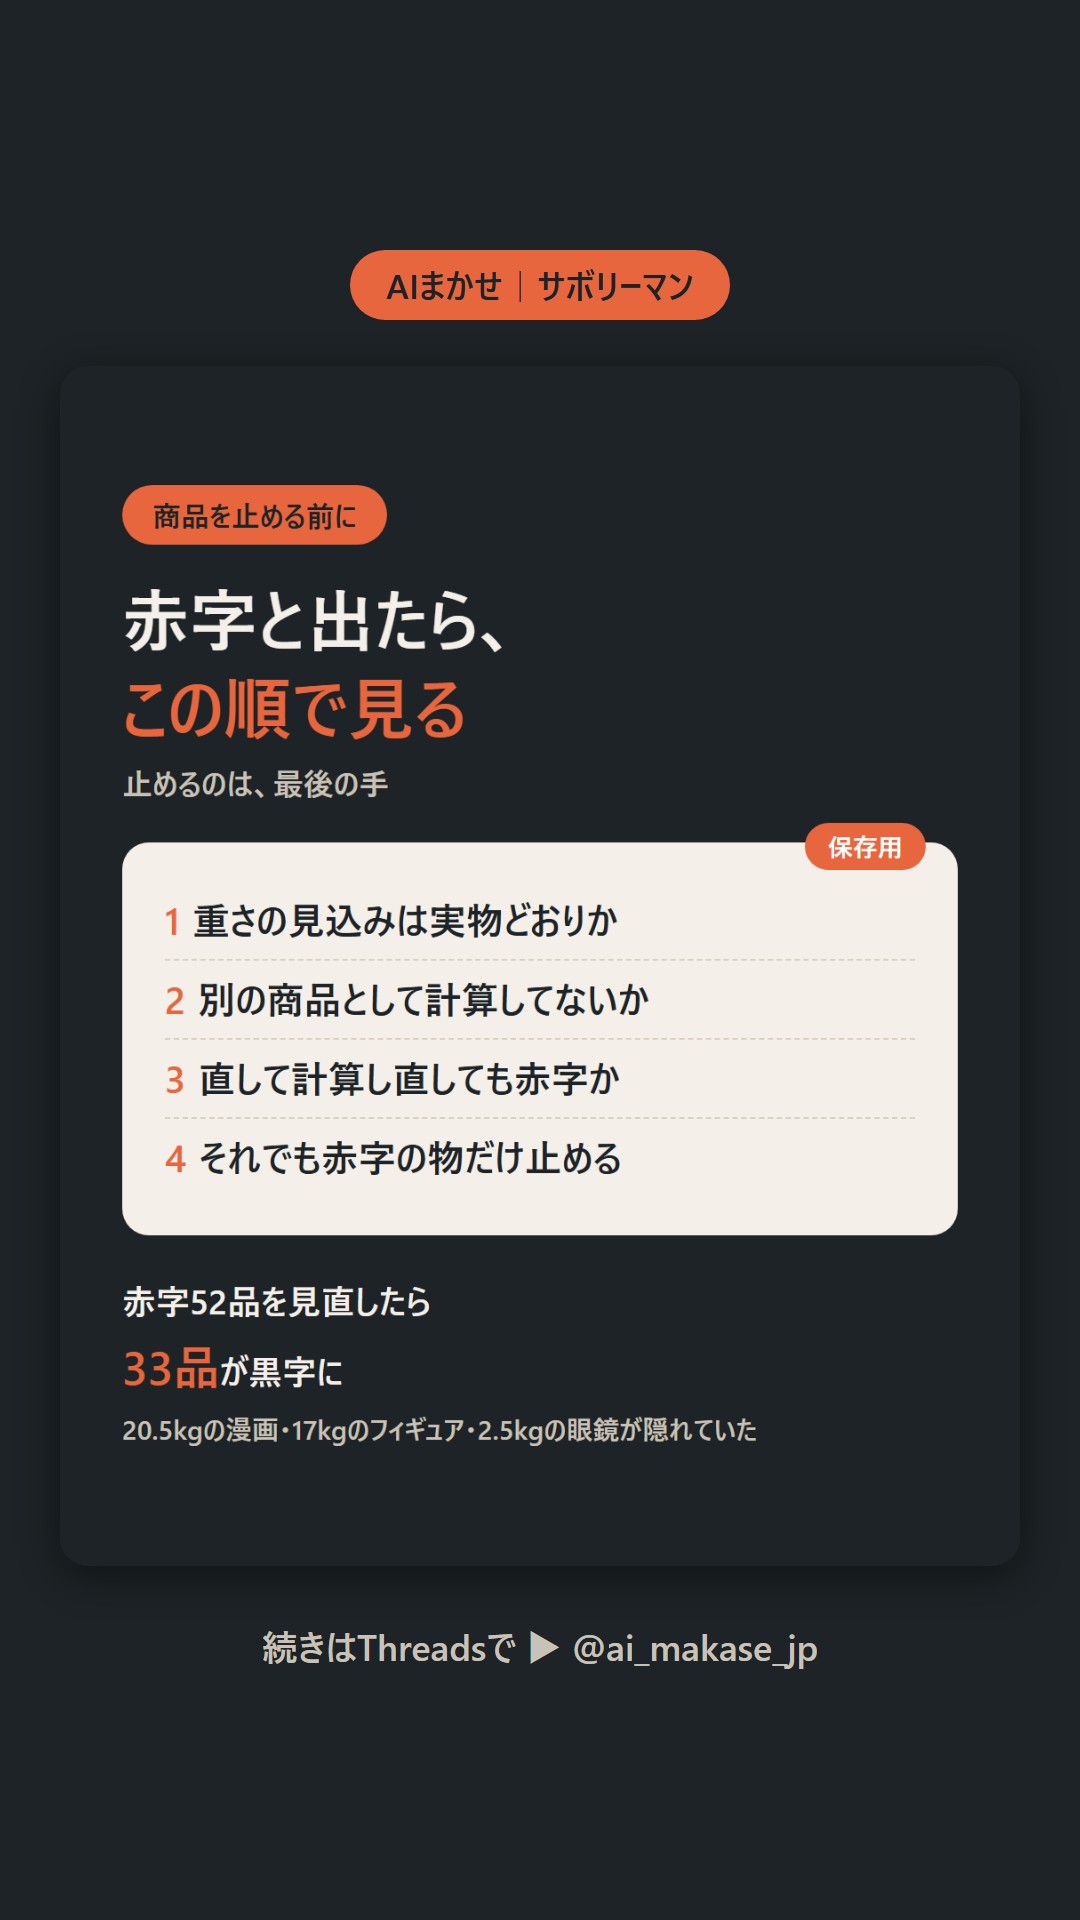 AIまかせ｜サボリーマン
商品を止める前に
赤字と出たら、
この順で見る
止めるのは、最後の手
保存用
1 重さの見込みは実物どおりか
2 別の商品として計算してないか
3 直して計算し直しても赤字か
4 それでも赤字の物だけ止める
赤字52品を見直したら
33品が黒字に
20.5kgの漫画・17kgのフィギュア・2.5kgの眼鏡が隠れていた
続きはThreadsで ▶ @ai_makase_jp